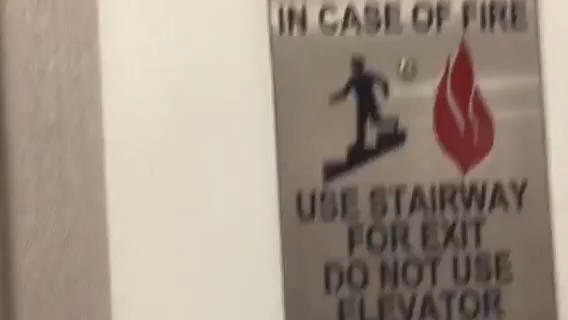 IN CASE OF FIRE
USE STAIRWAY
FOR EXIT
DO NOT USE
ELEVATOR